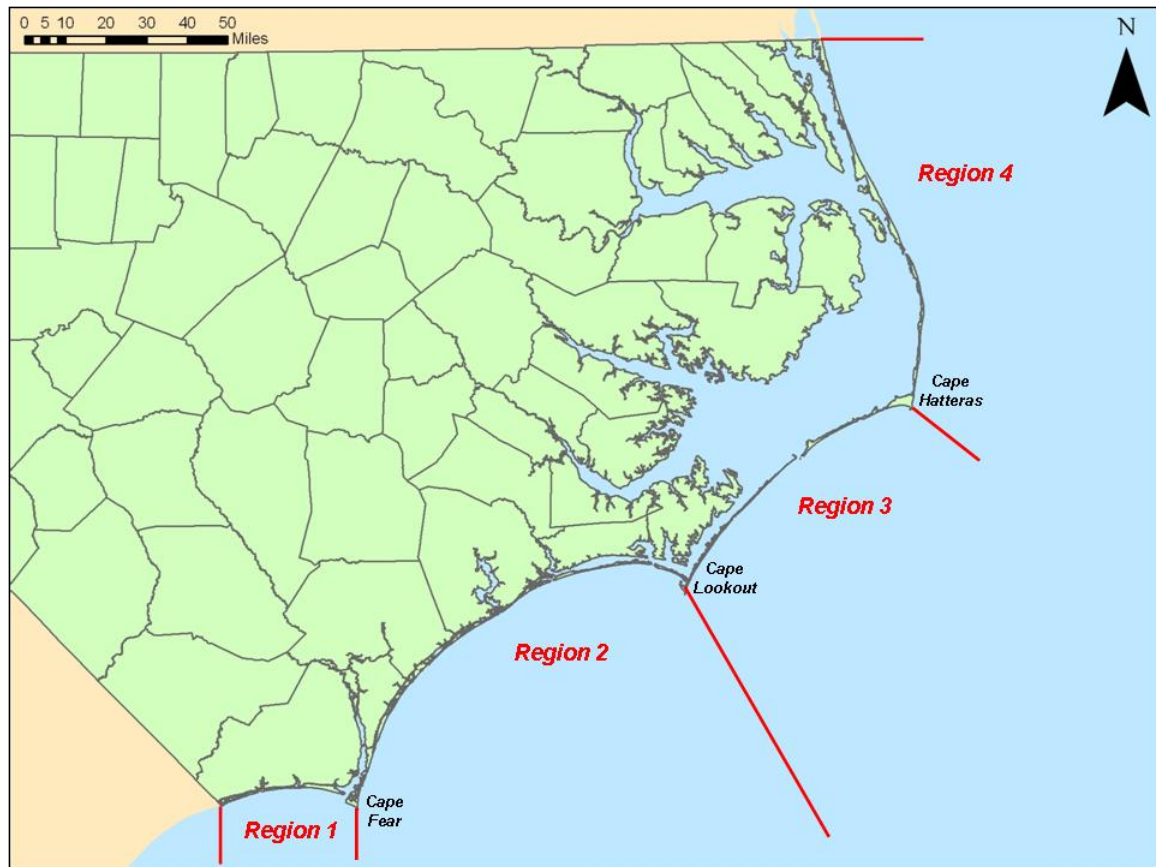 0 5 10 20 30 40 50
Miles
N
Region 4
Cape
Hatteras
Region 3
Cape
Lookout
Region 2
Cape
Fear
Region 1